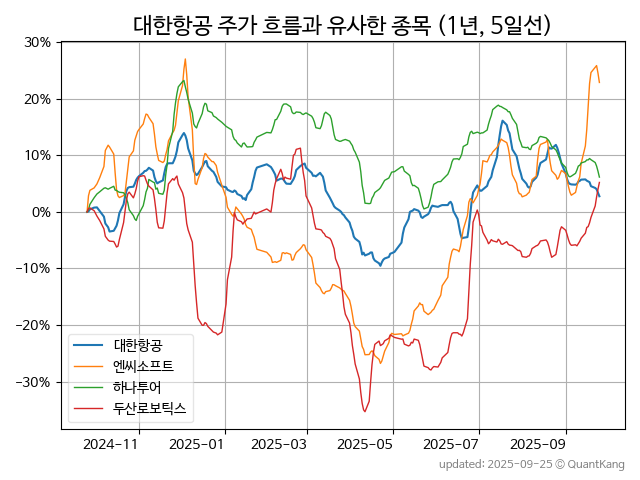 대한항공 주가 흐름과 유사한 종목 (1년, 5일선)
30%
20%
10%
0%
−10%
−20%
−30%
대한항공
엔씨소프트
하나투어
두산로보틱스
2024-11
2025-01
2025-03
2025-05
2025-07
2025-09
updated: 2025-09-25 © QuantKang